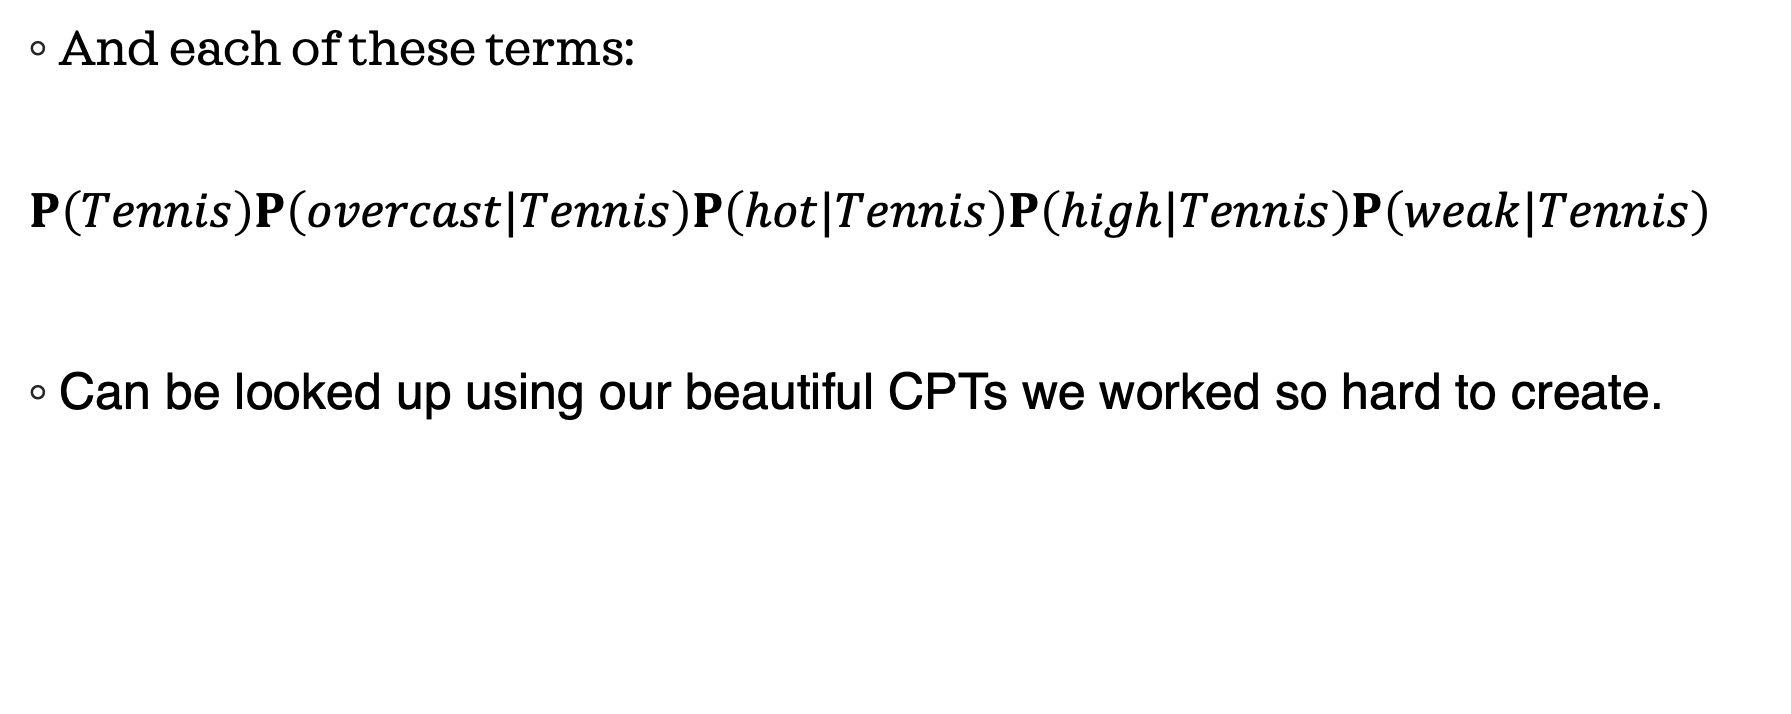 ◦ And each of these terms:
𝐏(𝑇𝑒𝑛𝑛𝑖𝑠)𝐏(𝑜𝑣𝑒𝑟𝑐𝑎𝑠𝑡|𝑇𝑒𝑛𝑛𝑖𝑠)𝐏(ℎ𝑜𝑡|𝑇𝑒𝑛𝑛𝑖𝑠)𝐏(ℎ𝑖𝑔ℎ|𝑇𝑒𝑛𝑛𝑖𝑠)𝐏(𝑤𝑒𝑎𝑘|𝑇𝑒𝑛𝑛𝑖𝑠)
◦ Can be looked up using our beautiful CPTs we worked so hard to create.